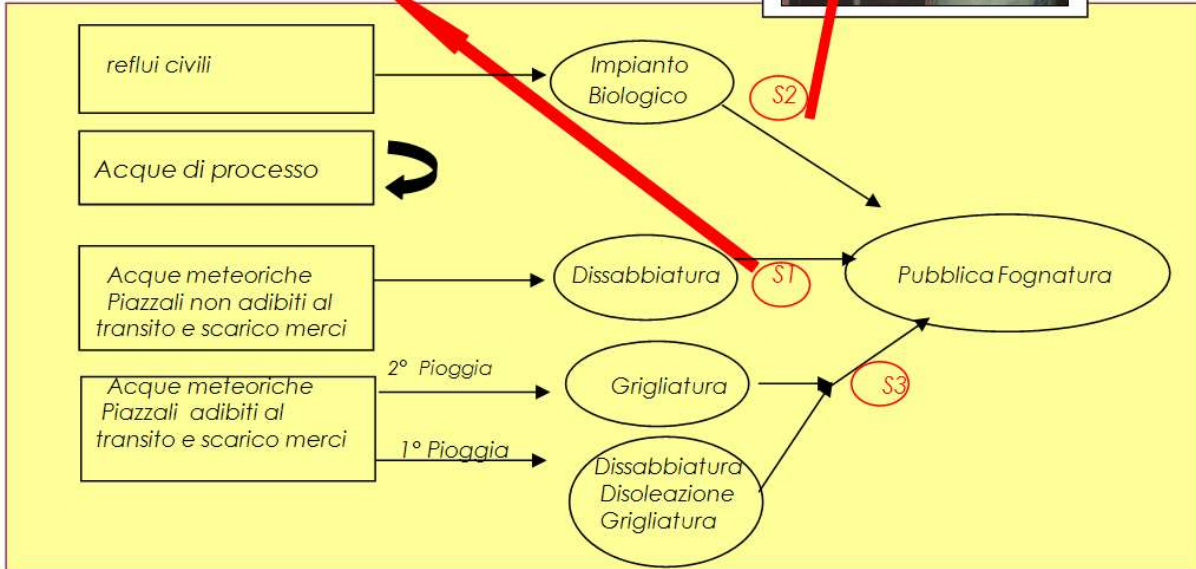 reflui civili
Impianto
Biologico
S2
Acque di processo
Acque meteoriche
Piazzali non adibiti al
transito e scarico merci
Dissabbiatura
S1
Pubblica Fognatura
Acque meteoriche
Piazzali adibiti al
transito e scarico merci
2° Pioggia
Grigliatura
S3
1° Pioggia
Dissabbiatura
Disoleazione
Grigliatura